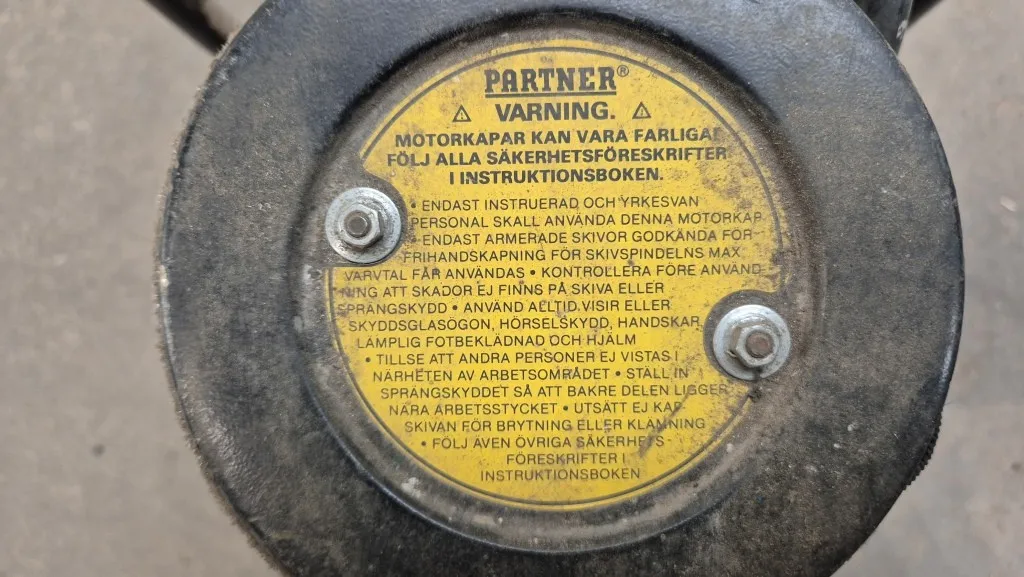 PARTNER®
VARNING.
MOTORKAPAR KAN VARA FARLIGA
FÖLJ ALLA SÄKERHETSFÖRESKRIFTER
I INSTRUKTIONSBOKEN.
• ENDAST INSTRUERAD OCH YRKESVAN
PERSONAL SKALL ANVÄNDA DENNA MOTORKAP
• ENDAST ARMERADE SKIVOR GODKÄNDA FÖR
FRIHANDSKAPNING FÖR SKIVSPINDELNS MAX.
VARVTAL FÅR ANVÄNDAS • KONTROLLERA FÖRE ANVÄND
NING ATT SKADOR EJ FINNS PÅ SKIVA ELLER
SPRÄNGSKYDD • ANVÄND ALLTID VISIR ELLER
SKYDDSGLASÖGON, HÖRSELSKYDD, HANDSKAR,
LÄMPLIG FOTBEKLÄDNAD OCH HJÄLM
• TILLSE ATT ANDRA PERSONER EJ VISTAS I
NÄRHETEN AV ARBETSOMRÅDET • STÄLL IN
SPRÄNGSKYDDET SÅ ATT BAKRE DELEN LIGGER
NÄRA ARBETSSTYCKET • UTSÄTT EJ KAP-
SKIVAN FÖR BRYTNING ELLER KLÄMNING
• FÖLJ ÄVEN ÖVRIGA SÄKERHETS-
FÖRESKRIFTER I
INSTRUKTIONSBOKEN